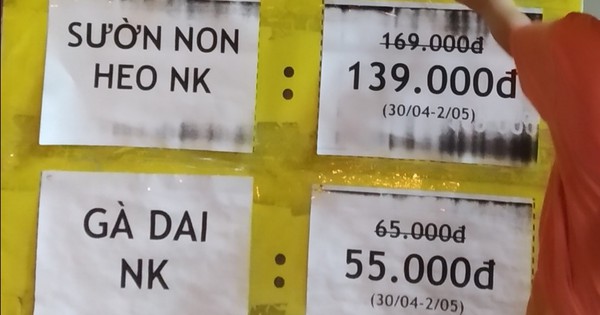 SƯỜN NON
HEO NK
:
169.000đ
139.000đ
(30/04-2/05)
GÀ DAI
NK
:
65.000đ
55.000đ
(30/04-2/05)